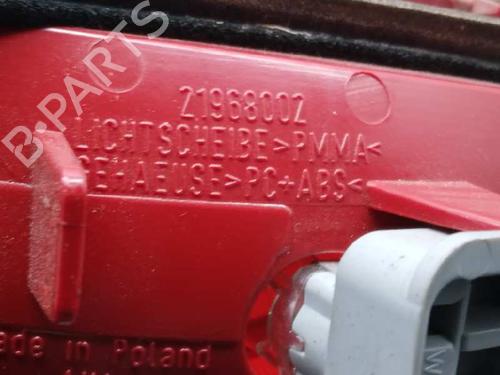 B-PARTS
21968002
LICHTSCHEIBE>PMMA<
GEHAEUSE>PC+ABS<
Made in Poland